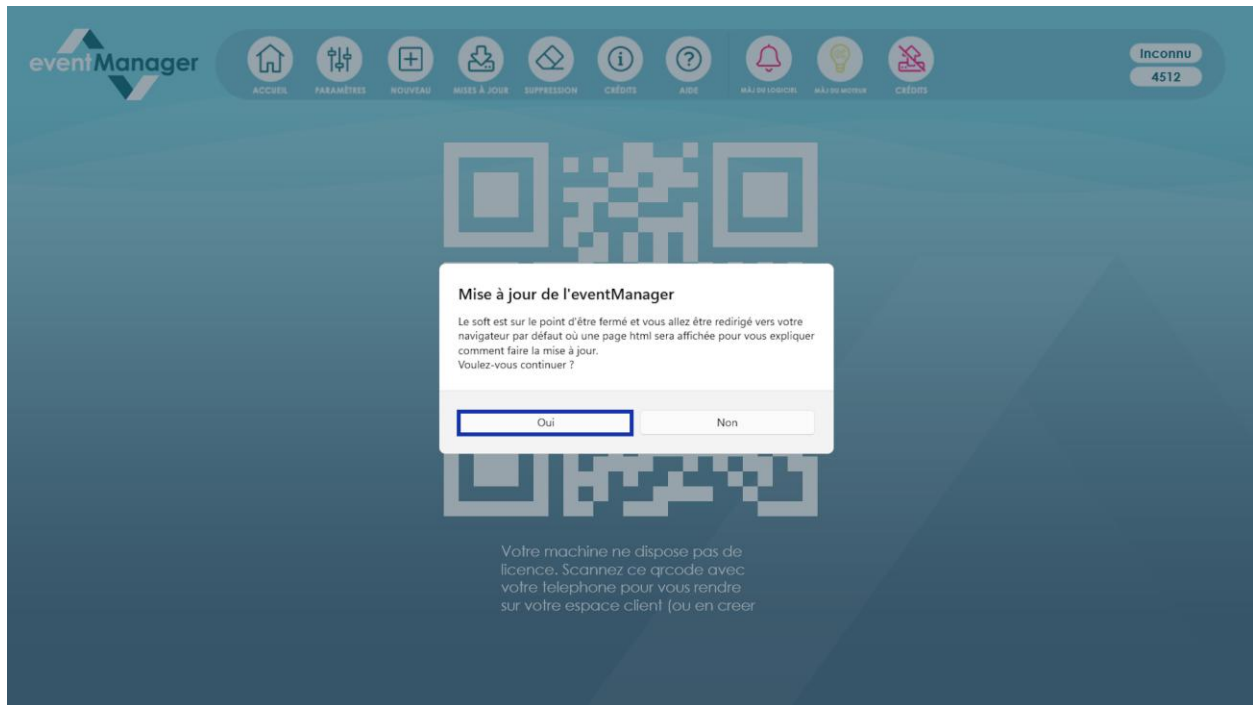 eventManager
ACCUEIL
PARAMÈTRES
NOUVEAU
MISES À JOUR
SUPPRESSION
CRÉDITS
AIDE
MÀJ DU LOGICIEL
MÀJ DU MOTEUR
CRÉDITS
Inconnu
4512
Mise à jour de l'eventManager
Le soft est sur le point d'être fermé et vous allez être redirigé vers votre
navigateur par défaut où une page html sera affichée pour vous expliquer
comment faire la mise à jour.
Voulez-vous continuer ?
Oui
Non
Votre machine ne dispose pas de
licence. Scannez ce qrcode avec
votre telephone pour vous rendre
sur votre espace client (ou en creer